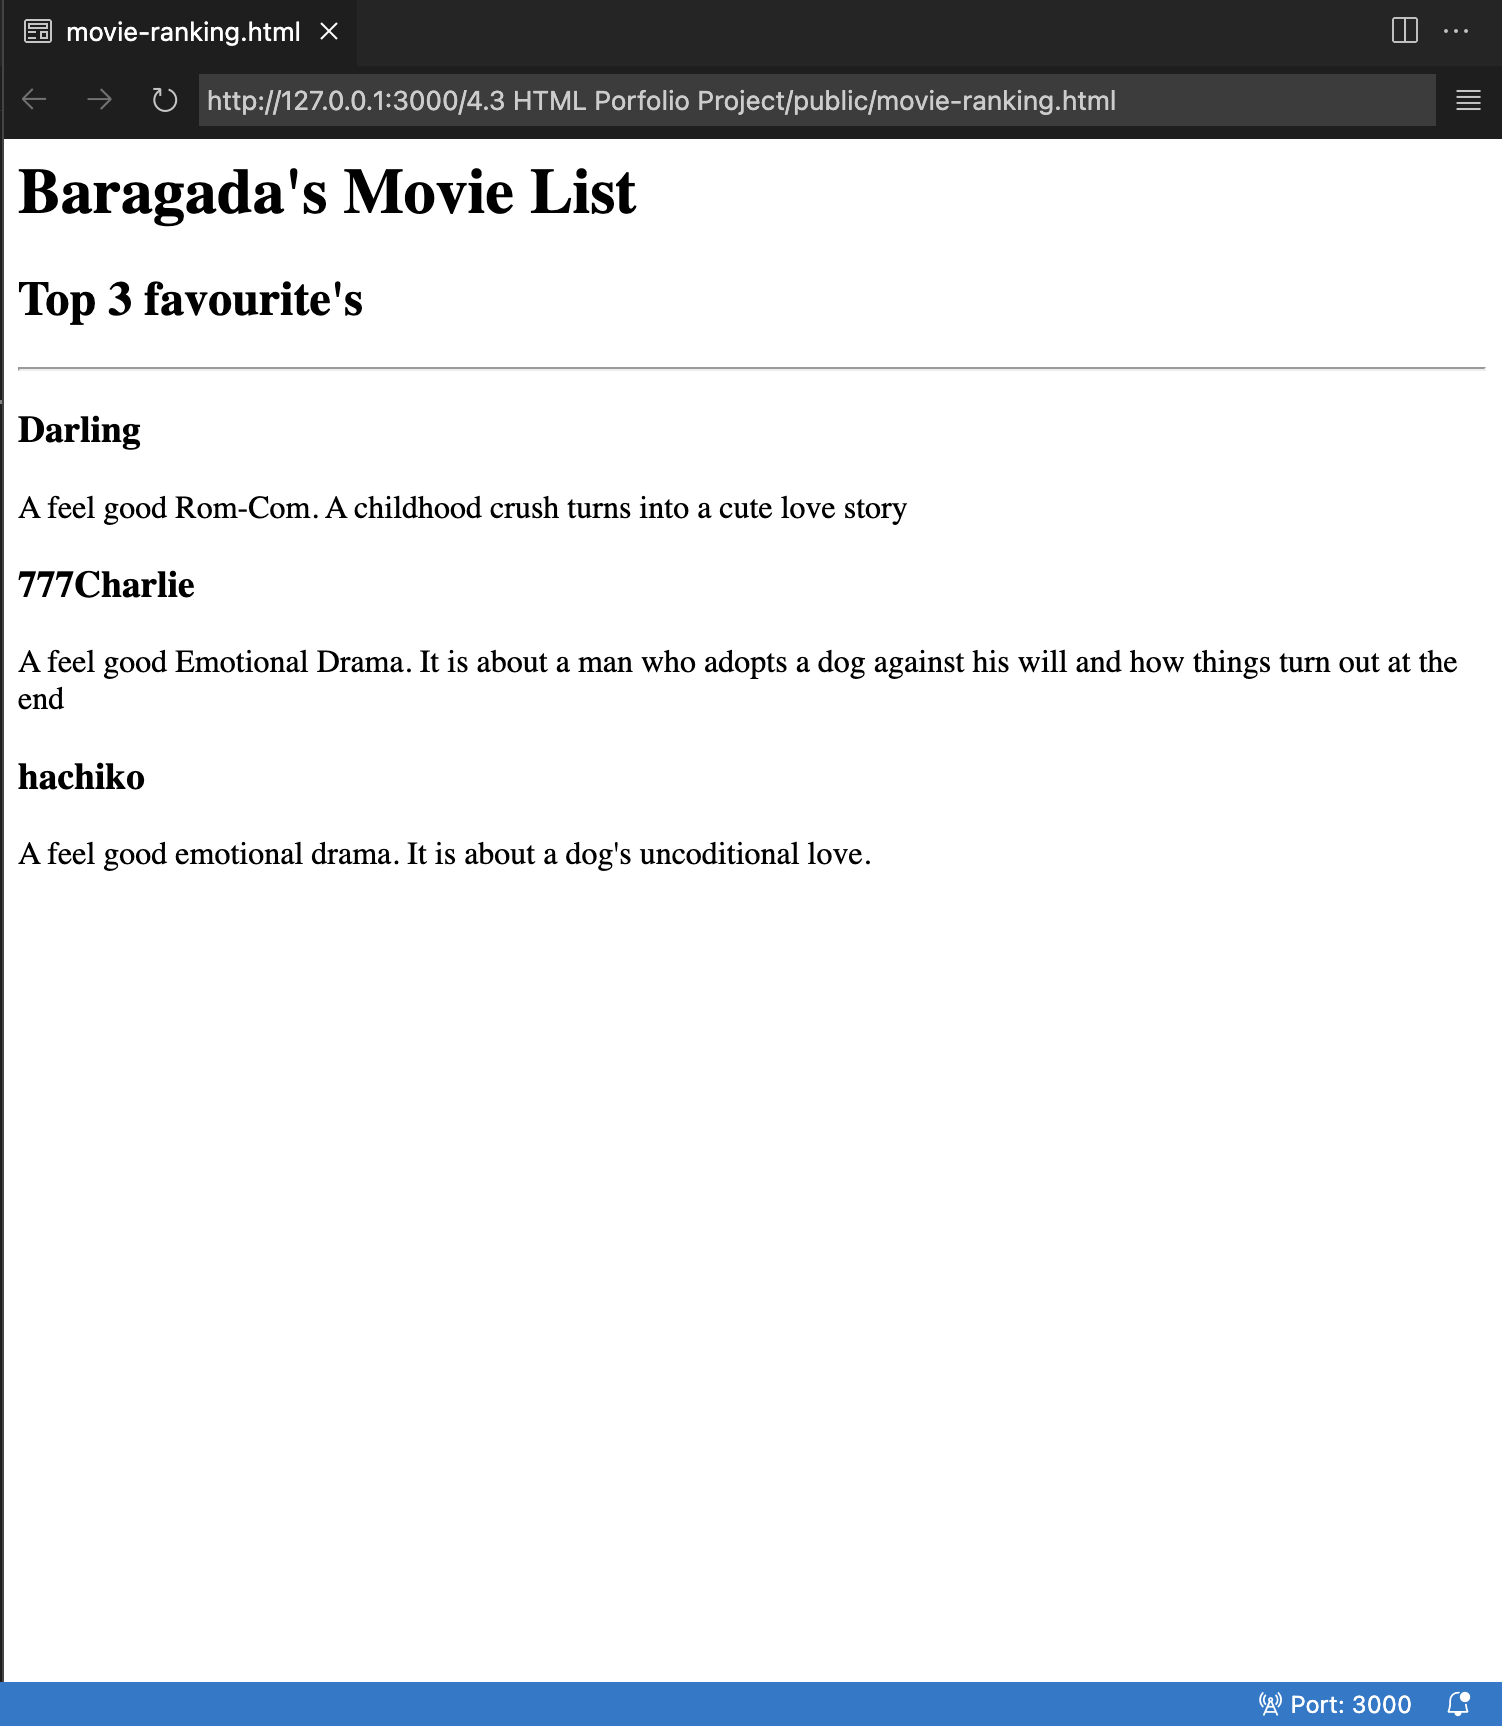 movie-ranking.html
http://127.0.0.1:3000/4.3 HTML Porfolio Project/public/movie-ranking.html
Baragada's Movie List
Top 3 favourite's
Darling
A feel good Rom-Com. A childhood crush turns into a cute love story
777Charlie
A feel good Emotional Drama. It is about a man who adopts a dog against his will and how things turn out at the
end
hachiko
A feel good emotional drama. It is about a dog's uncoditional love.
Port: 3000